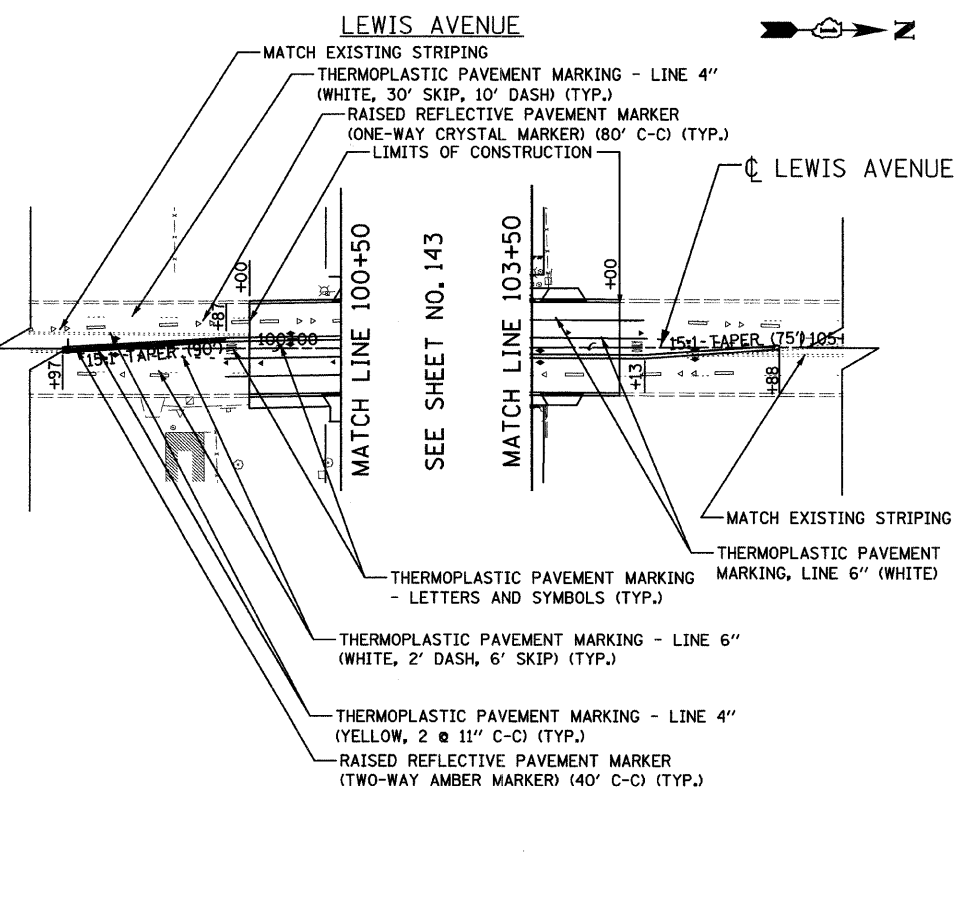 LEWIS AVENUE
N
1
MATCH EXISTING STRIPING
THERMOPLASTIC PAVEMENT MARKING - LINE 4"
(WHITE, 30' SKIP, 10' DASH) (TYP.)
RAISED REFLECTIVE PAVEMENT MARKER
(ONE-WAY CRYSTAL MARKER) (80' C-C) (TYP.)
LIMITS OF CONSTRUCTION
℄ LEWIS AVENUE
+00
+87
100+00
15:1 - TAPER (90')
+97
MATCH LINE 100+50
SEE SHEET NO. 143
MATCH LINE 103+50
+00
15:1 - TAPER (75')
105+
+13
+88
MATCH EXISTING STRIPING
THERMOPLASTIC PAVEMENT
MARKING, LINE 6" (WHITE)
THERMOPLASTIC PAVEMENT MARKING
- LETTERS AND SYMBOLS (TYP.)
THERMOPLASTIC PAVEMENT MARKING - LINE 6"
(WHITE, 2' DASH, 6' SKIP) (TYP.)
THERMOPLASTIC PAVEMENT MARKING - LINE 4"
(YELLOW, 2 @ 11" C-C) (TYP.)
RAISED REFLECTIVE PAVEMENT MARKER
(TWO-WAY AMBER MARKER) (40' C-C) (TYP.)